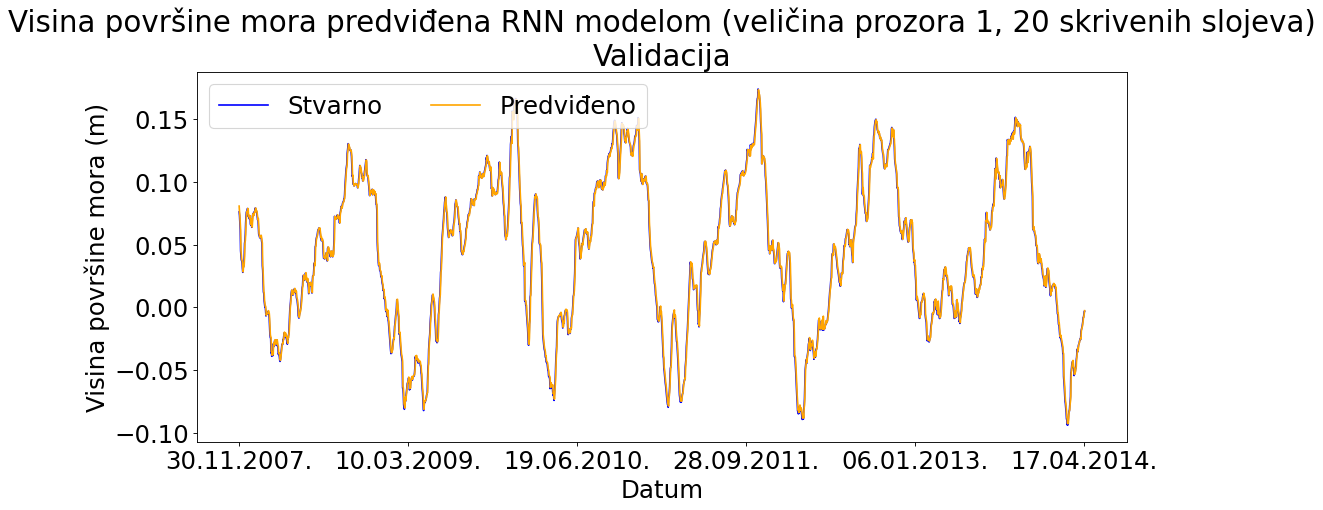 Visina površine mora predviđena RNN modelom (veličina prozora 1, 20 skrivenih slojeva)
Validacija
Stvarno
Predviđeno
Visina površine mora (m)
0.15
0.10
0.05
0.00
−0.05
−0.10
30.11.2007. 10.03.2009. 19.06.2010. 28.09.2011. 06.01.2013. 17.04.2014.
Datum